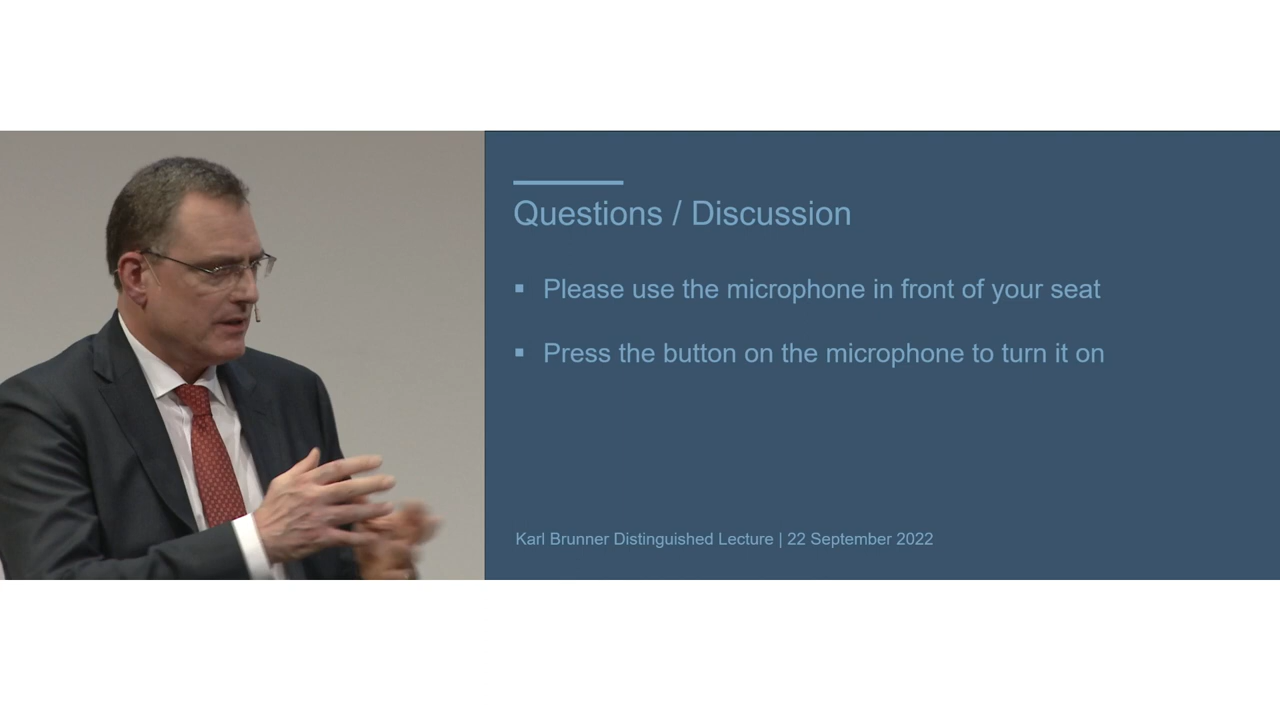 Questions / Discussion
▪ Please use the microphone in front of your seat
▪ Press the button on the microphone to turn it on
Karl Brunner Distinguished Lecture | 22 September 2022